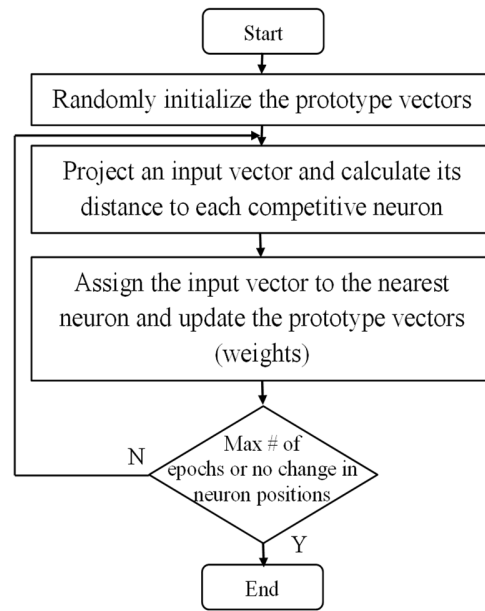 Start
Randomly initialize the prototype vectors
Project an input vector and calculate its
distance to each competitive neuron
Assign the input vector to the nearest
neuron and update the prototype vectors
(weights)
Max # of
epochs or no change in
neuron positions
N
Y
End